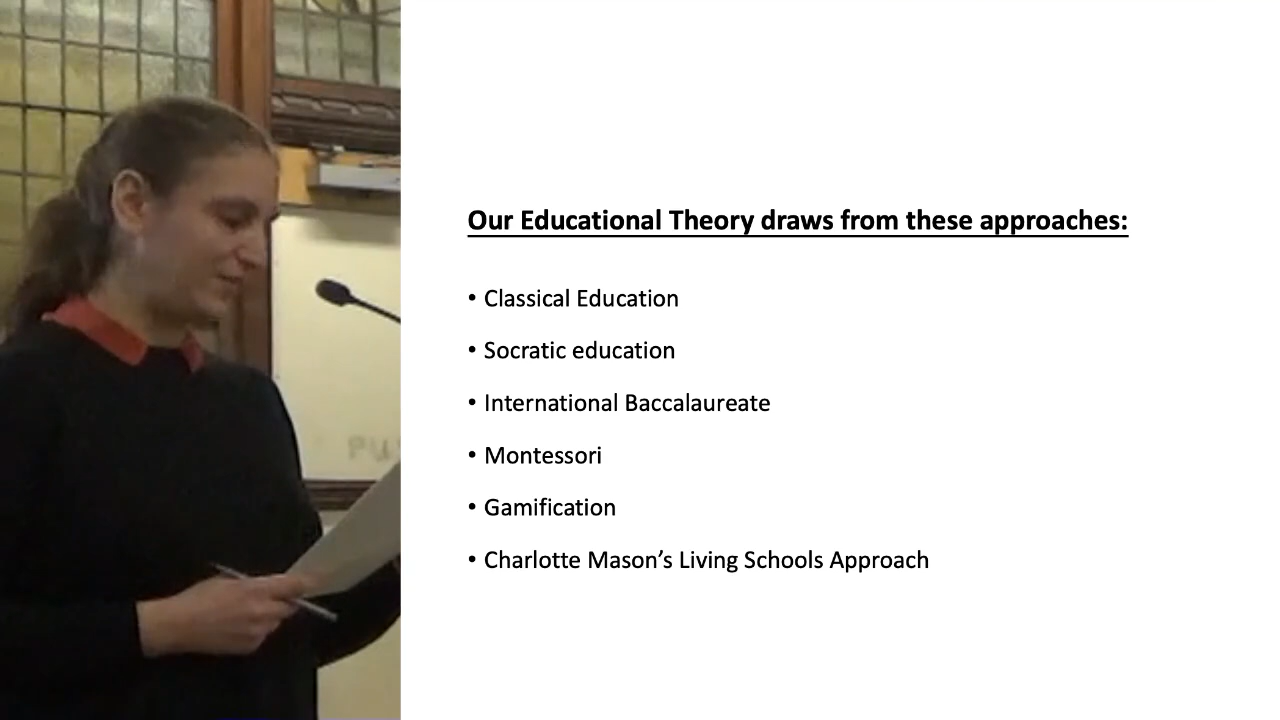 Our Educational Theory draws from these approaches:
• Classical Education
• Socratic education
• International Baccalaureate
• Montessori
• Gamification
• Charlotte Mason’s Living Schools Approach